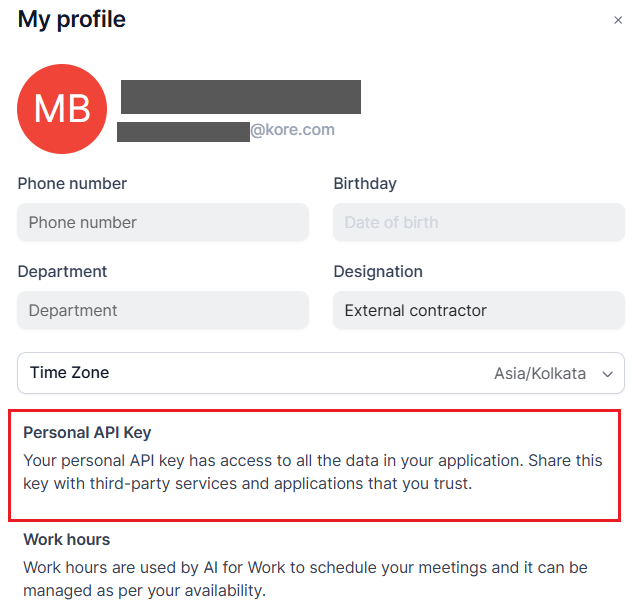 My profile
×
MB
@kore.com
Phone number
Birthday
Phone number
Date of birth
Department
Designation
Department
External contractor
Time Zone
Asia/Kolkata
Personal API Key
Your personal API key has access to all the data in your application. Share this
key with third-party services and applications that you trust.
Work hours
Work hours are used by AI for Work to schedule your meetings and it can be
managed as per your availability.